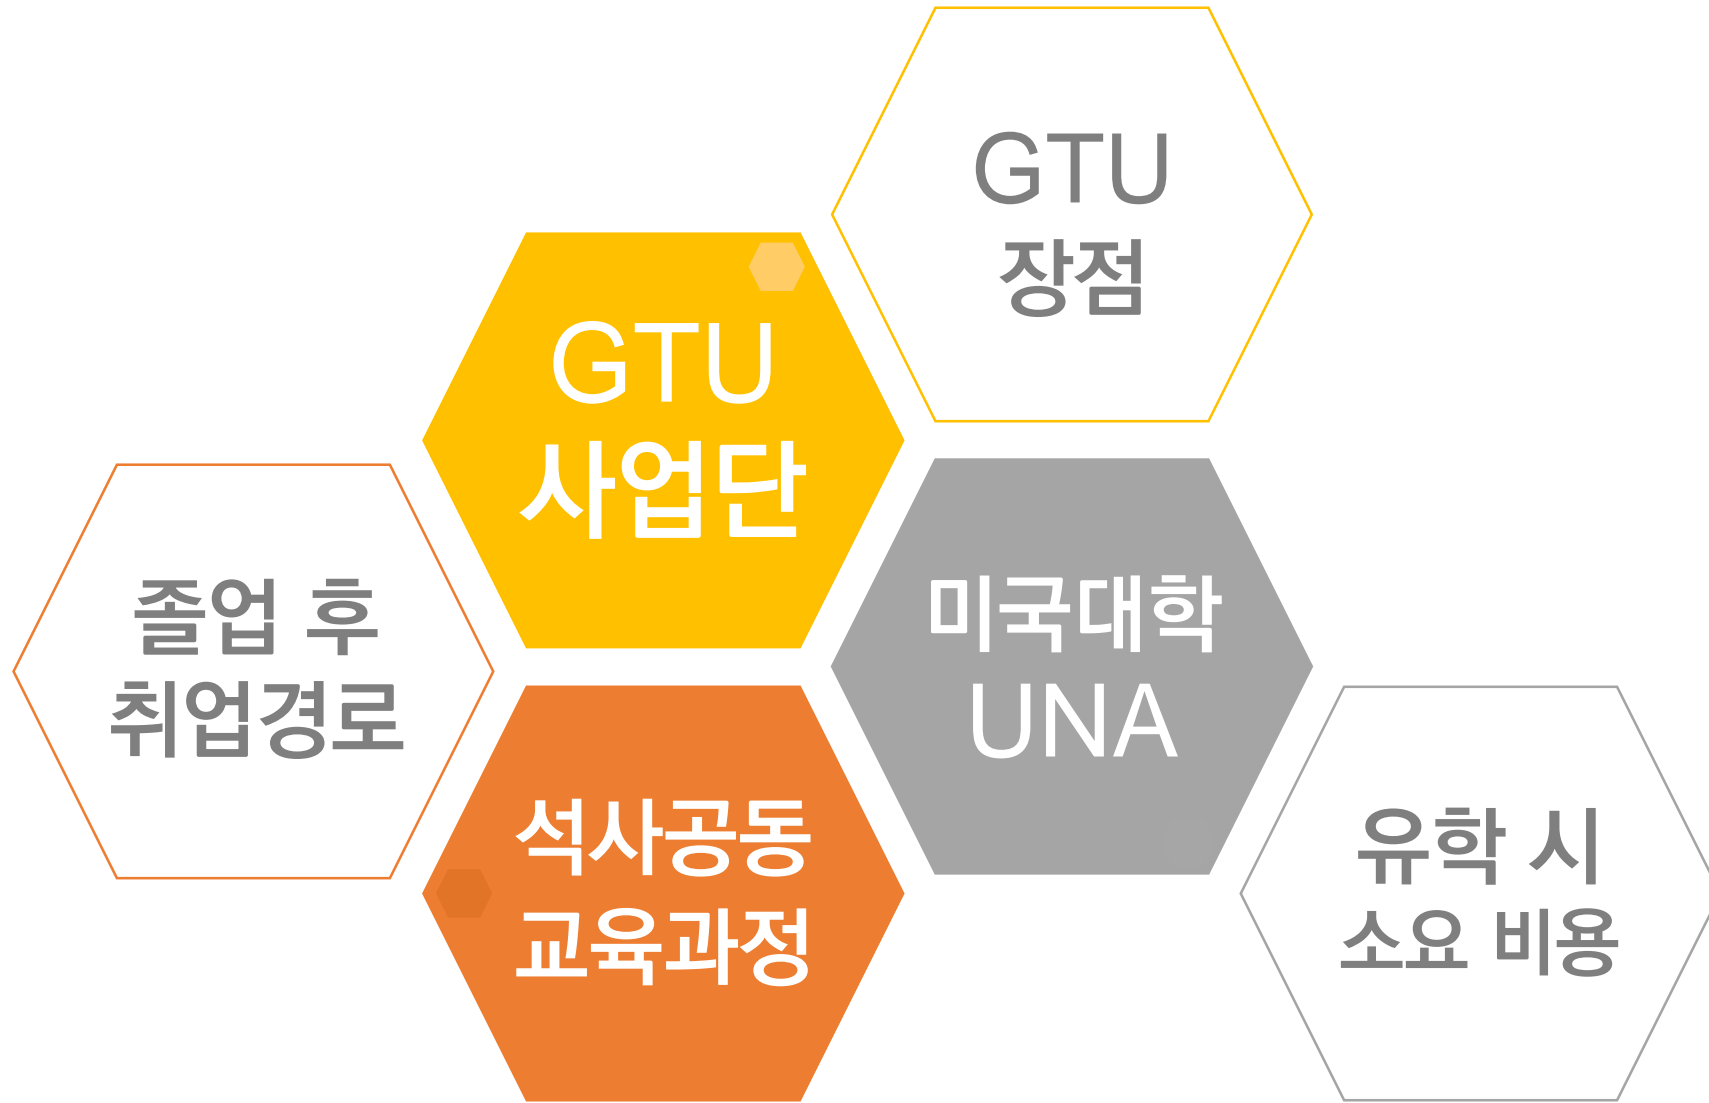 GTU
장점
GTU
사업단
졸업 후
취업경로
미국대학
UNA
석사공동
교육과정
유학 시
소요 비용